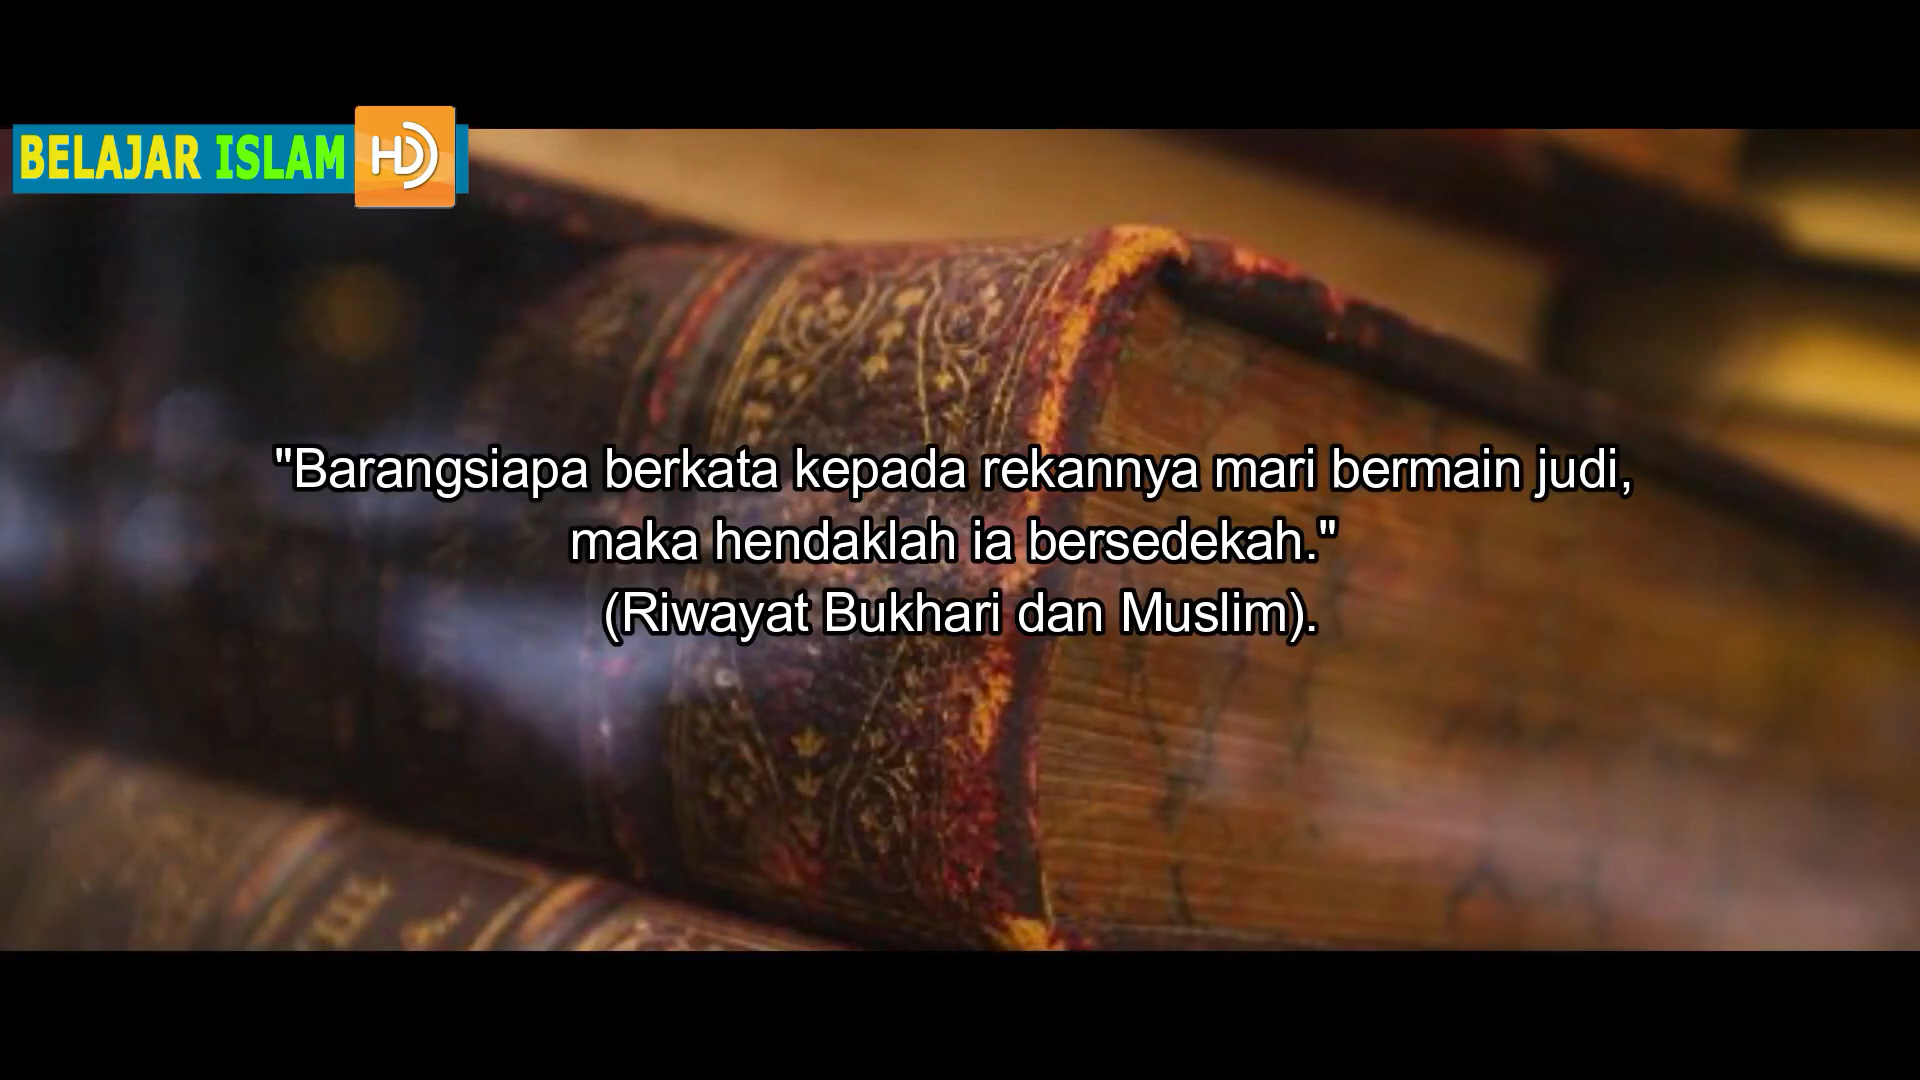 BELAJAR ISLAM HD
"Barangsiapa berkata kepada rekannya mari bermain judi,
maka hendaklah ia bersedekah."
(Riwayat Bukhari dan Muslim).